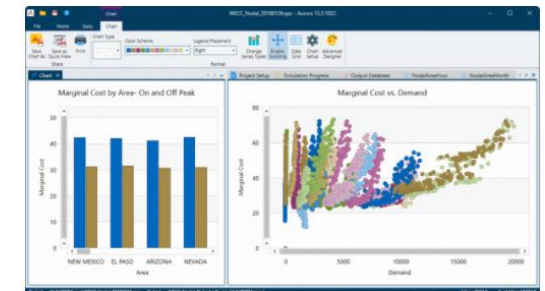 Chart
WECC_Nodal_20180130.apz - Aurora 13.3.1022
File Home Tools Chart
Save Chart As
Save as Quick View
Print
Share
Chart Type
Color Scheme
Legend Placement
Right
Format
Change Series Types
Enable Zooming
Data Grid
Chart Setup
Advanced Designer
Chart
Project Setup Simulation Progress Output Database NodalAreaHour NodalAreaMonth
Marginal Cost by Area- On and Off Peak
Marginal Cost
50
40
30
20
10
0
NEW MEXICO EL PASO ARIZONA NEVADA
Area
Marginal Cost vs. Demand
Marginal Cost
80
60
40
20
0
0 5000 10000 15000 20000
Demand